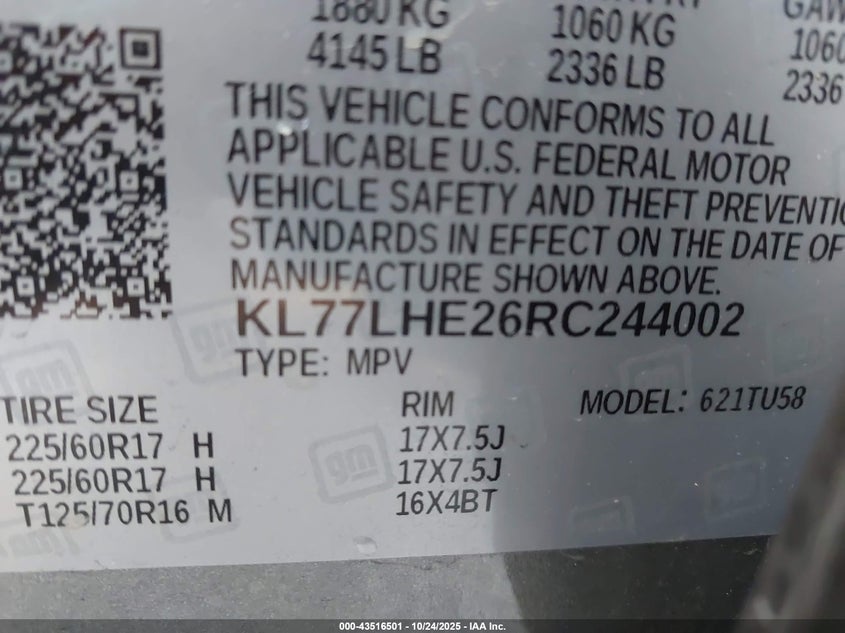 1880 KG
4145 LB
1060 KG
2336 LB
GAW
1060
2336
THIS VEHICLE CONFORMS TO ALL
APPLICABLE U.S. FEDERAL MOTOR
VEHICLE SAFETY AND THEFT PREVENTIO
STANDARDS IN EFFECT ON THE DATE OF
MANUFACTURE SHOWN ABOVE.
KL77LHE26RC244002
TYPE: MPV
TIRE SIZE RIM MODEL: 621TU58
225/60R17 H 17X7.5J
225/60R17 H 17X7.5J
T125/70R16 M 16X4BT
gm
000-43516501 - 10/24/2025 - IAA Inc.